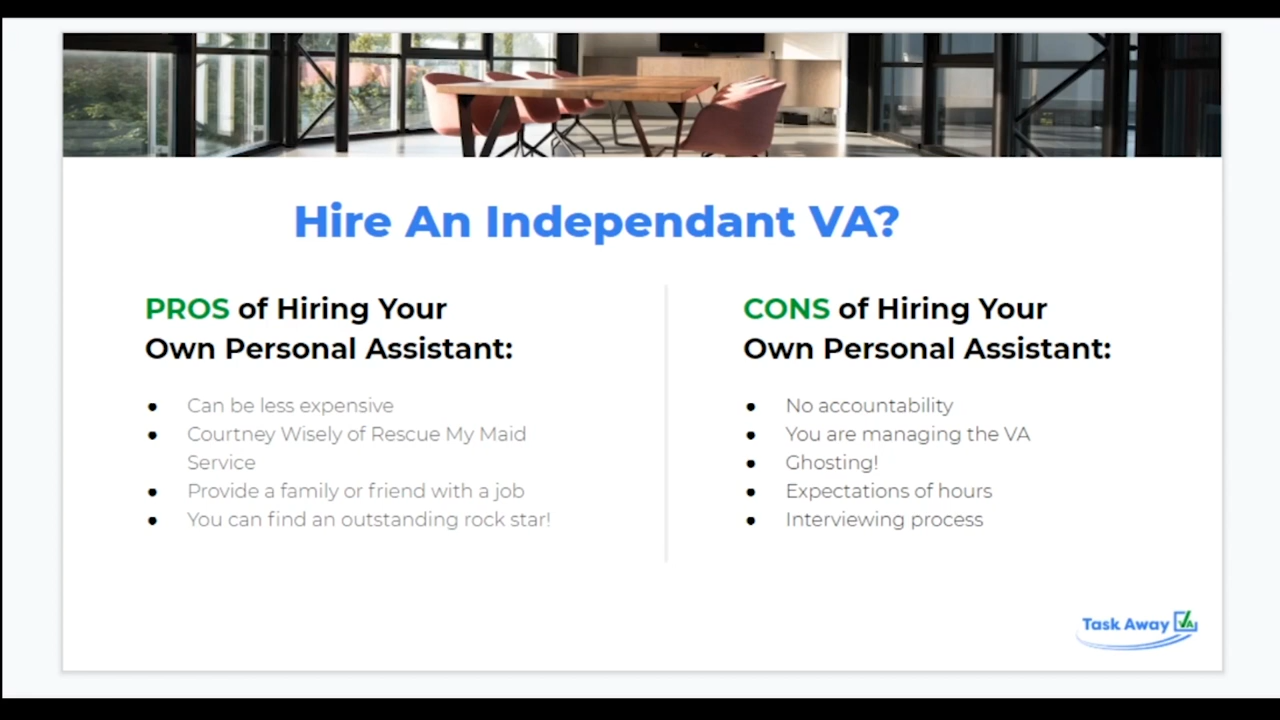 Hire An Independant VA?
PROS of Hiring Your
Own Personal Assistant:
● Can be less expensive
● Courtney Wisely of Rescue My Maid
Service
● Provide a family or friend with a job
● You can find an outstanding rock star!
CONS of Hiring Your
Own Personal Assistant:
● No accountability
● You are managing the VA
● Ghosting!
● Expectations of hours
● Interviewing process
Task Away VA